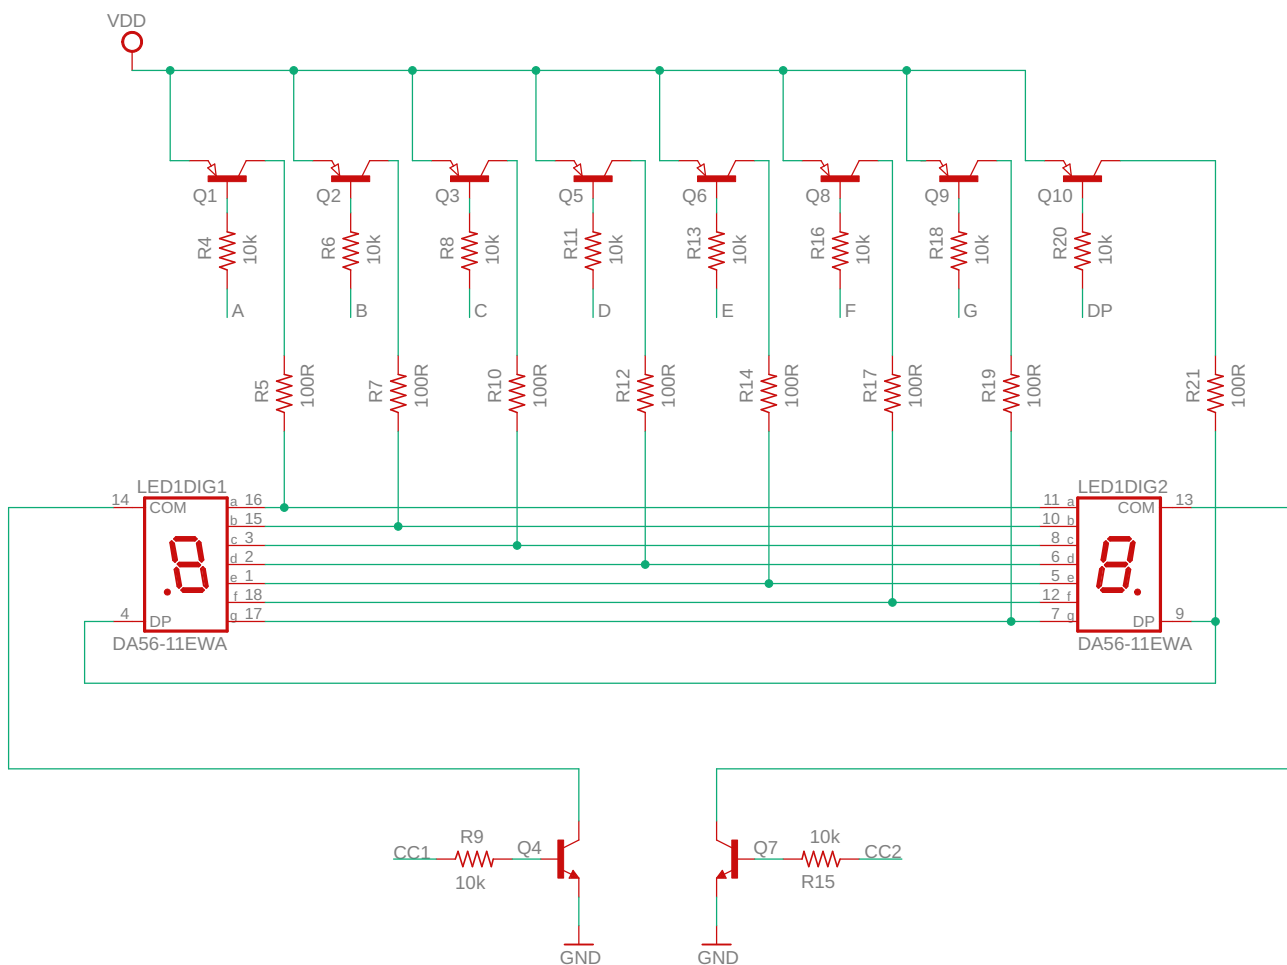 VDD
Q1 Q2 Q3 Q5 Q6 Q8 Q9 Q10
R4 10k R6 10k R8 10k R11 10k R13 10k R16 10k R18 10k R20 10k
A B C D E F G DP
R5 100R R7 100R R10 100R R12 100R R14 100R R17 100R R19 100R R21 100R
LED1DIG1 LED1DIG2
14 COM a 16 11 a COM 13
b 15 10 b
c 3 8 c
d 2 6 d
e 1 5 e
f 18 12 f
4 DP g 17 7 g DP 9
DA56-11EWA DA56-11EWA
R9 Q4 Q7 10k
CC1 CC2
10k R15
GND GND